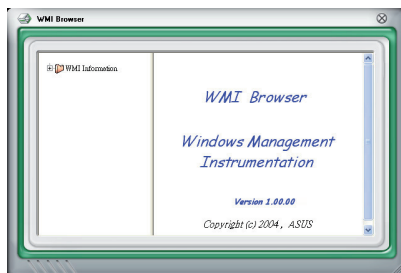 WMI Browser
WMI Information
WMI Browser
Windows Management
Instrumentation
Version 1.00.00
Copyright (c) 2004, ASUS